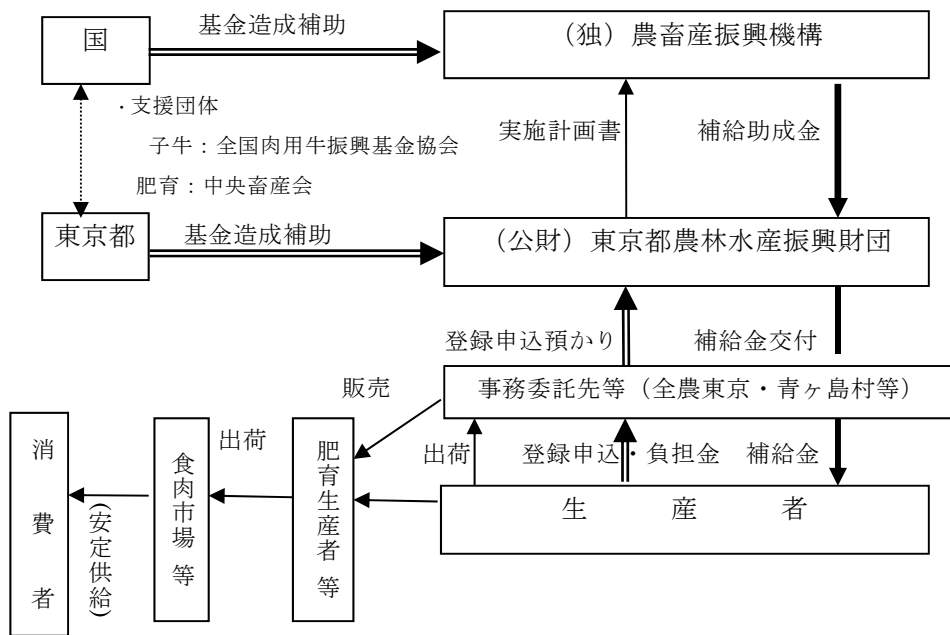 国
基金造成補助
（独）農畜産振興機構
・支援団体
子牛：全国肉用牛振興基金協会
肥育：中央畜産会
実施計画書
補給助成金
東京都
基金造成補助
（公財）東京都農林水産振興財団
登録申込預かり
補給金交付
事務委託先等（全農東京・青ヶ島村等）
販売
出荷
登録申込・負担金
補給金
生産者
肥育生産者 等
出荷
食肉市場 等
（安定供給）
消費者